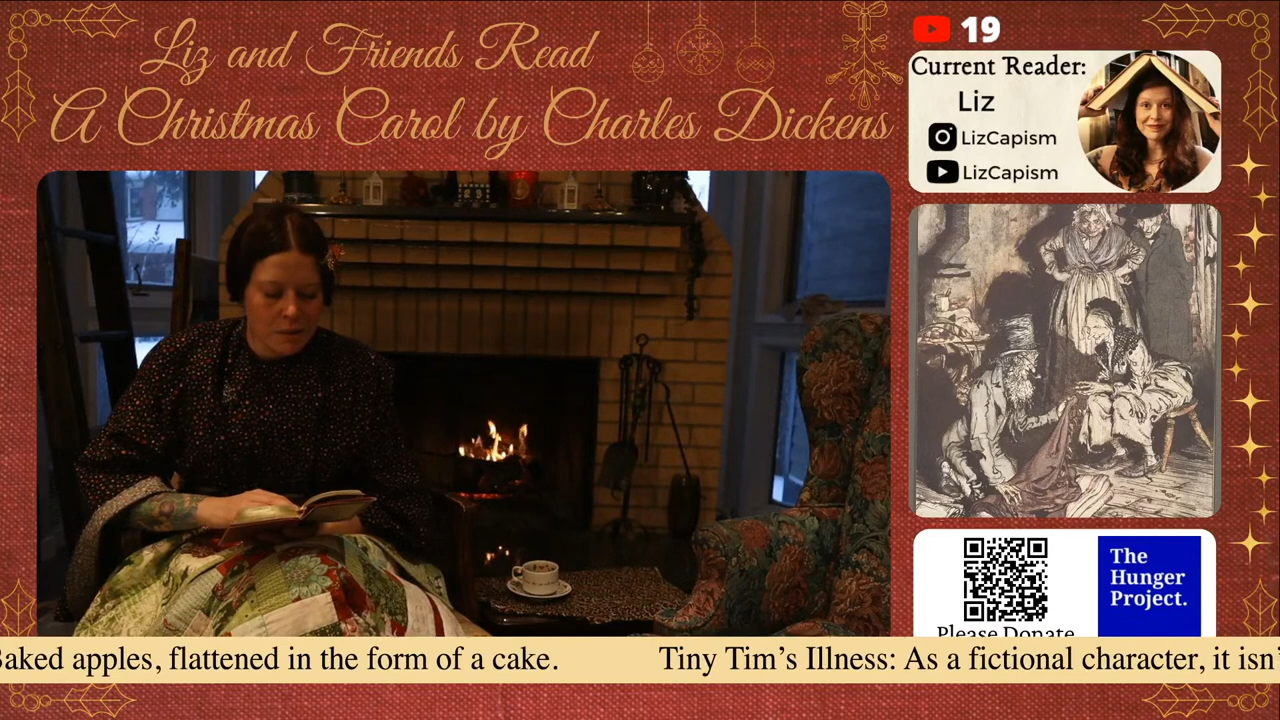 Liz and Friends Read
A Christmas Carol by Charles Dickens
19
Current Reader:
Liz
LizCapism
LizCapism
The
Hunger
Project.
Please Donate
Baked apples, flattened in the form of a cake.
Tiny Tim’s Illness: As a fictional character, it isn’